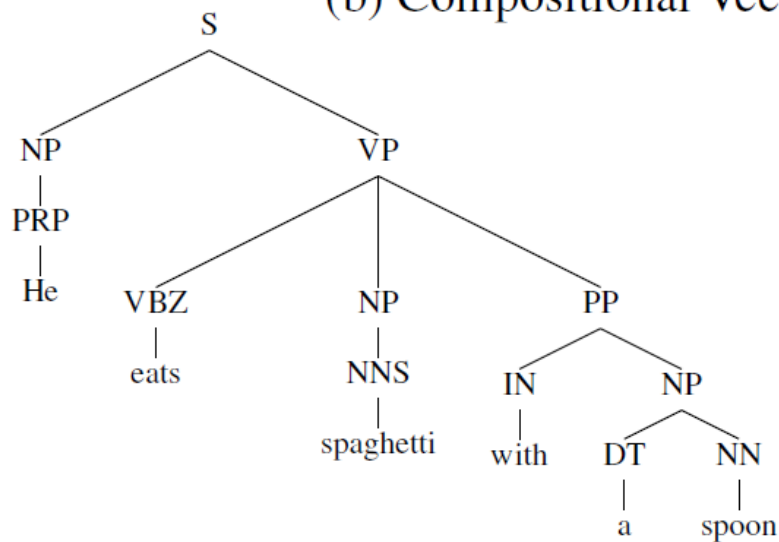 (b) Compositional Vec
S
NP VP
PRP
He VBZ NP PP
eats NNS IN NP
spaghetti with DT NN
a spoon